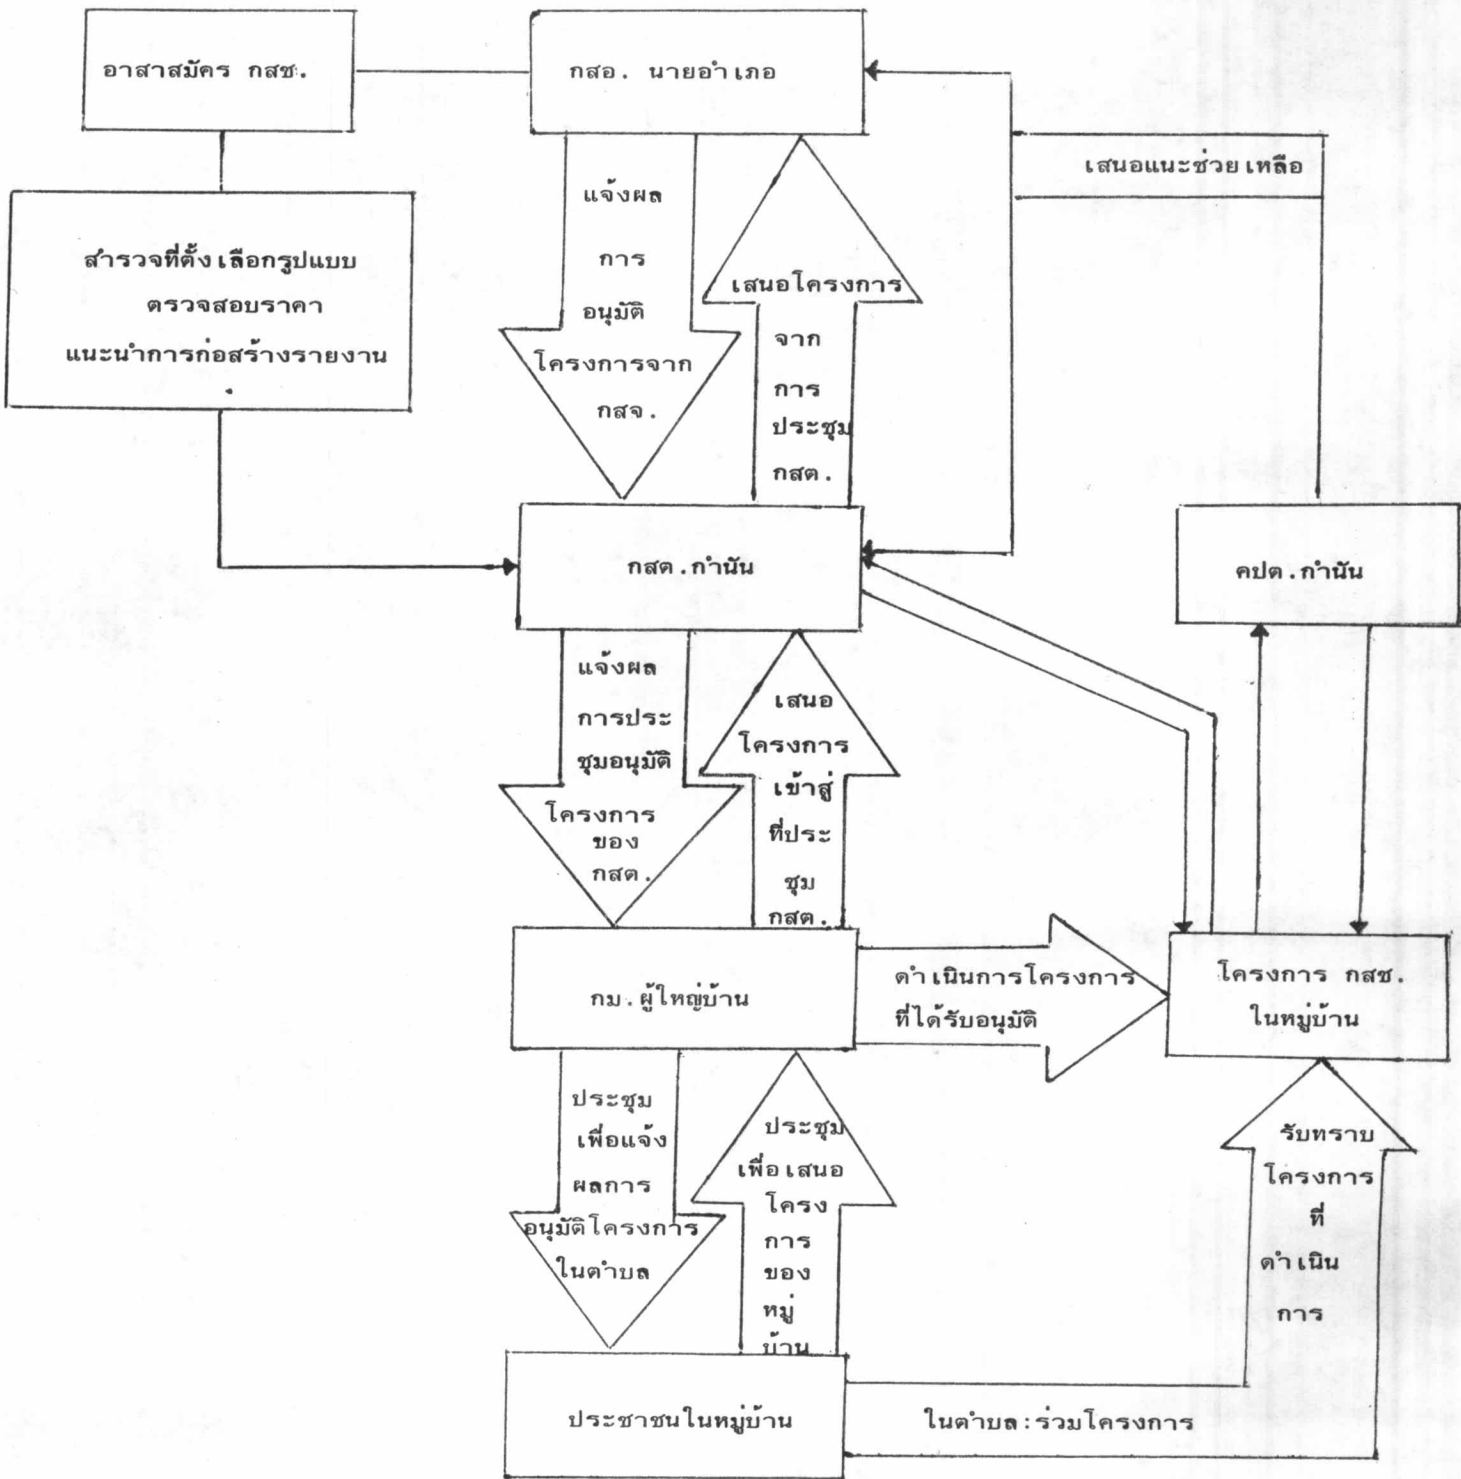 อาสาสมัคร กสช.
กสอ. นายอำเภอ
เสนอแนะช่วยเหลือ
สำรวจที่ตั้งเลือกรูปแบบ
ตรวจสอบราคา
แนะนำการก่อสร้างรายงาน
แจ้งผล
การ
อนุมัติ
โครงการจาก
กสจ.
เสนอโครงการ
จาก
การ
ประชุม
กสต.
กสต.กำนัน
คปต.กำนัน
แจ้งผล
การประ
ชุมอนุมัติ
โครงการ
ของ
กสต.
เสนอ
โครงการ
เข้าสู่
ที่ประ
ชุม
กสต.
กม.ผู้ใหญ่บ้าน
ดำเนินการโครงการ
ที่ได้รับอนุมัติ
โครงการ กสช.
ในหมู่บ้าน
ประชุม
เพื่อแจ้ง
ผลการ
อนุมัติโครงการ
ในตำบล
ประชุม
เพื่อเสนอ
โครง
การ
ของ
หมู่
บ้าน
รับทราบ
โครงการ
ที่
ดำเนิน
การ
ประชาชนในหมู่บ้าน
ในตำบล:ร่วมโครงการ